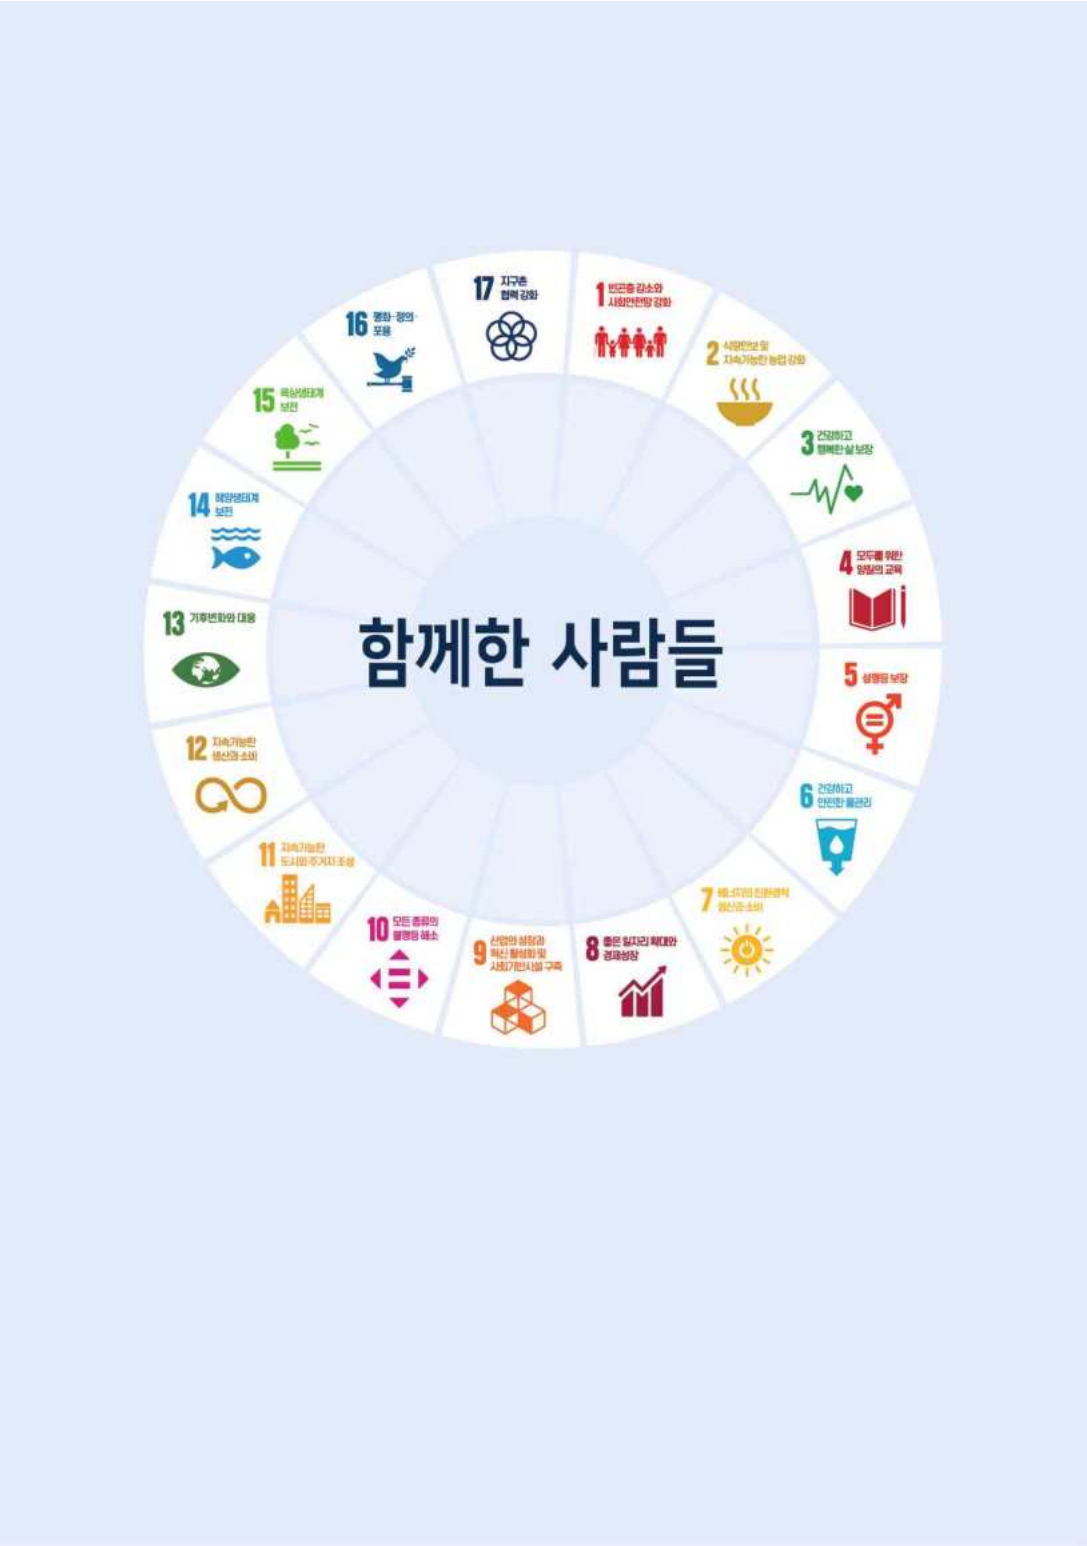 함께한 사람들
1 빈곤층 감소와
사회안전망 강화
2 식량안보 및
지속가능한 농업 강화
3 건강하고
행복한 삶 보장
4 모두를 위한
양질의 교육
5 성평등 보장
6 건강하고
안전한 물관리
7 에너지의 친환경적
생산과 소비
8 좋은 일자리 확대와
경제성장
9 산업의 성장과
혁신 활성화 및
사회기반시설 구축
10 모든 종류의
불평등 해소
11 지속가능한
도시와 주거지 조성
12 지속가능한
생산과 소비
13 기후변화와 대응
14 해양생태계
보전
15 육상생태계
보전
16 평화·정의·
포용
17 지구촌
협력 강화